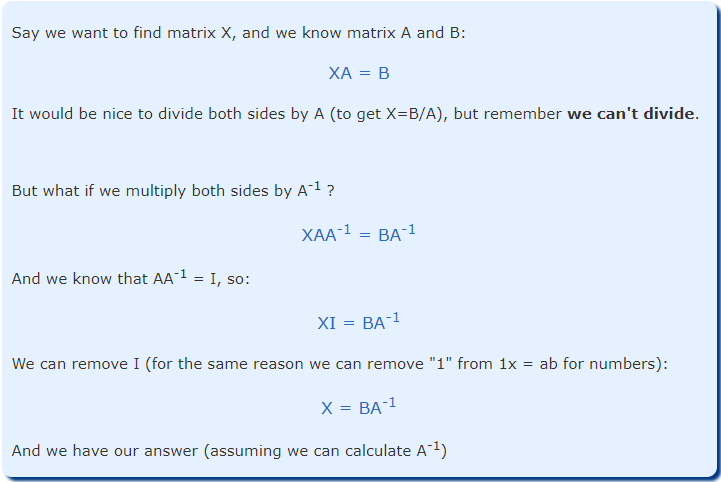 Say we want to find matrix X, and we know matrix A and B:
XA = B
It would be nice to divide both sides by A (to get X=B/A), but remember we can't divide.
But what if we multiply both sides by A⁻¹ ?
XAA⁻¹ = BA⁻¹
And we know that AA⁻¹ = I, so:
XI = BA⁻¹
We can remove I (for the same reason we can remove "1" from 1x = ab for numbers):
X = BA⁻¹
And we have our answer (assuming we can calculate A⁻¹)